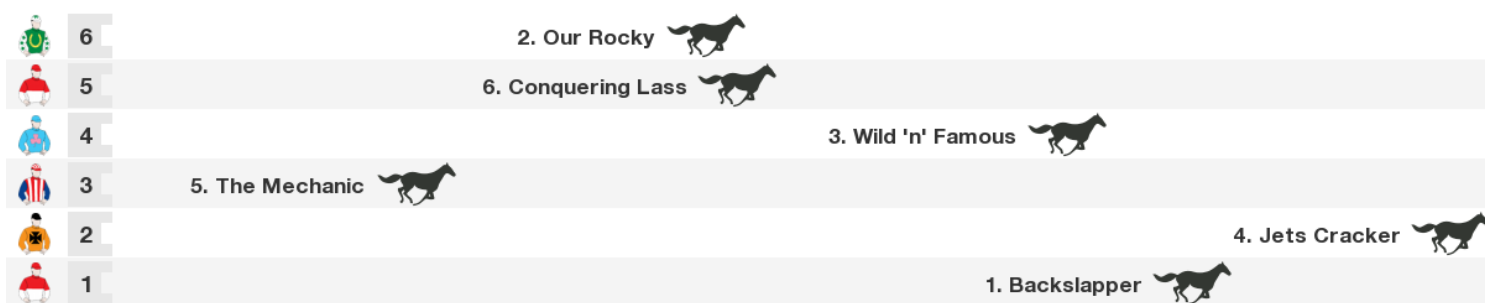 6 2. Our Rocky
5 6. Conquering Lass
4 3. Wild 'n' Famous
3 5. The Mechanic
2 4. Jets Cracker
1 1. Backslapper